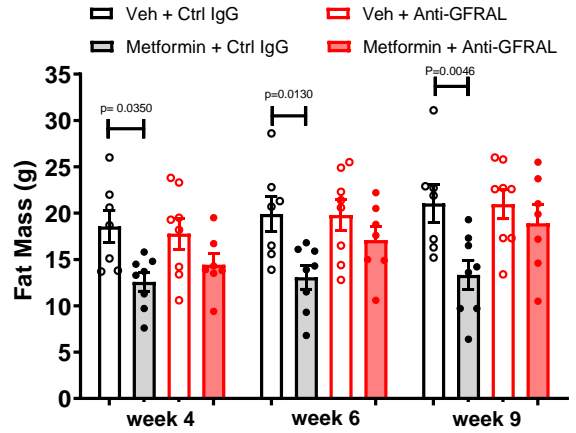 Veh + Ctrl IgG
Veh + Anti-GFRAL
Metformin + Ctrl IgG
Metformin + Anti-GFRAL
Fat Mass (g)
35
30
25
20
15
10
5
0
p= 0.0350
p=0.0130
P=0.0046
week 4
week 6
week 9